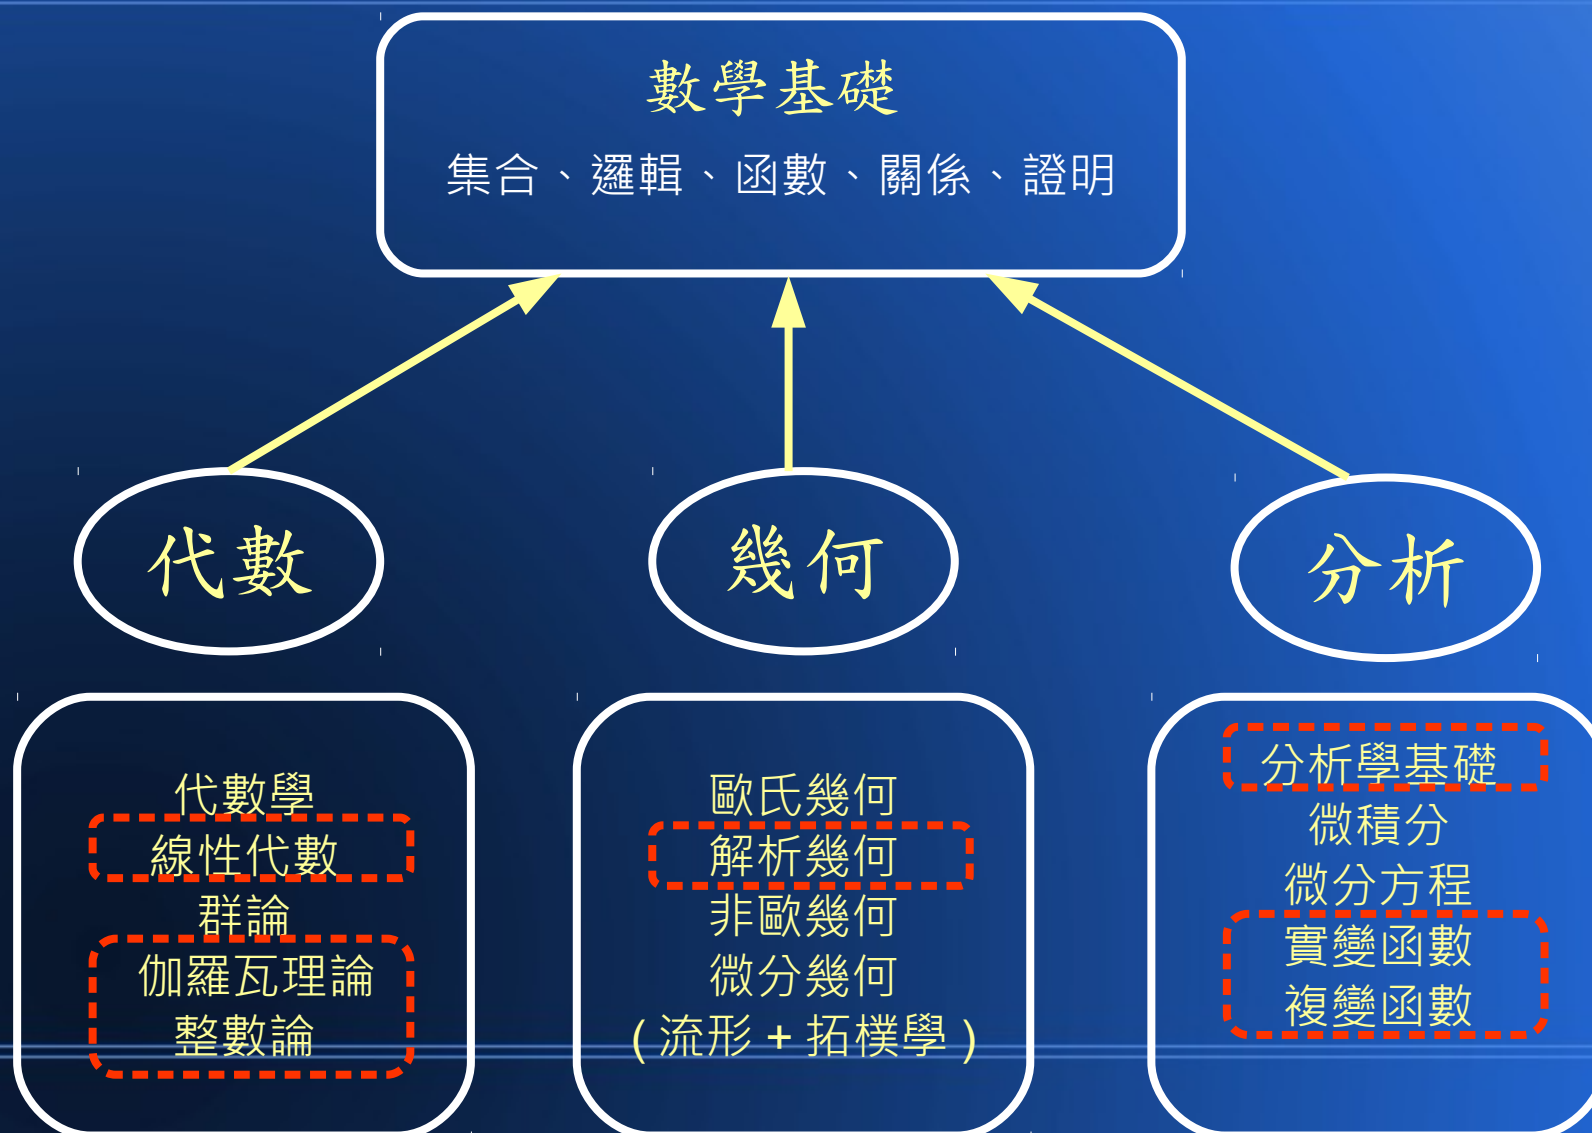 數學基礎
集合、邏輯、函數、關係、證明
代數
幾何
分析
代數學
線性代數
群論
伽羅瓦理論
整數論
歐氏幾何
解析幾何
非歐幾何
微分幾何
( 流形 + 拓樸學 )
分析學基礎
微積分
微分方程
實變函數
複變函數